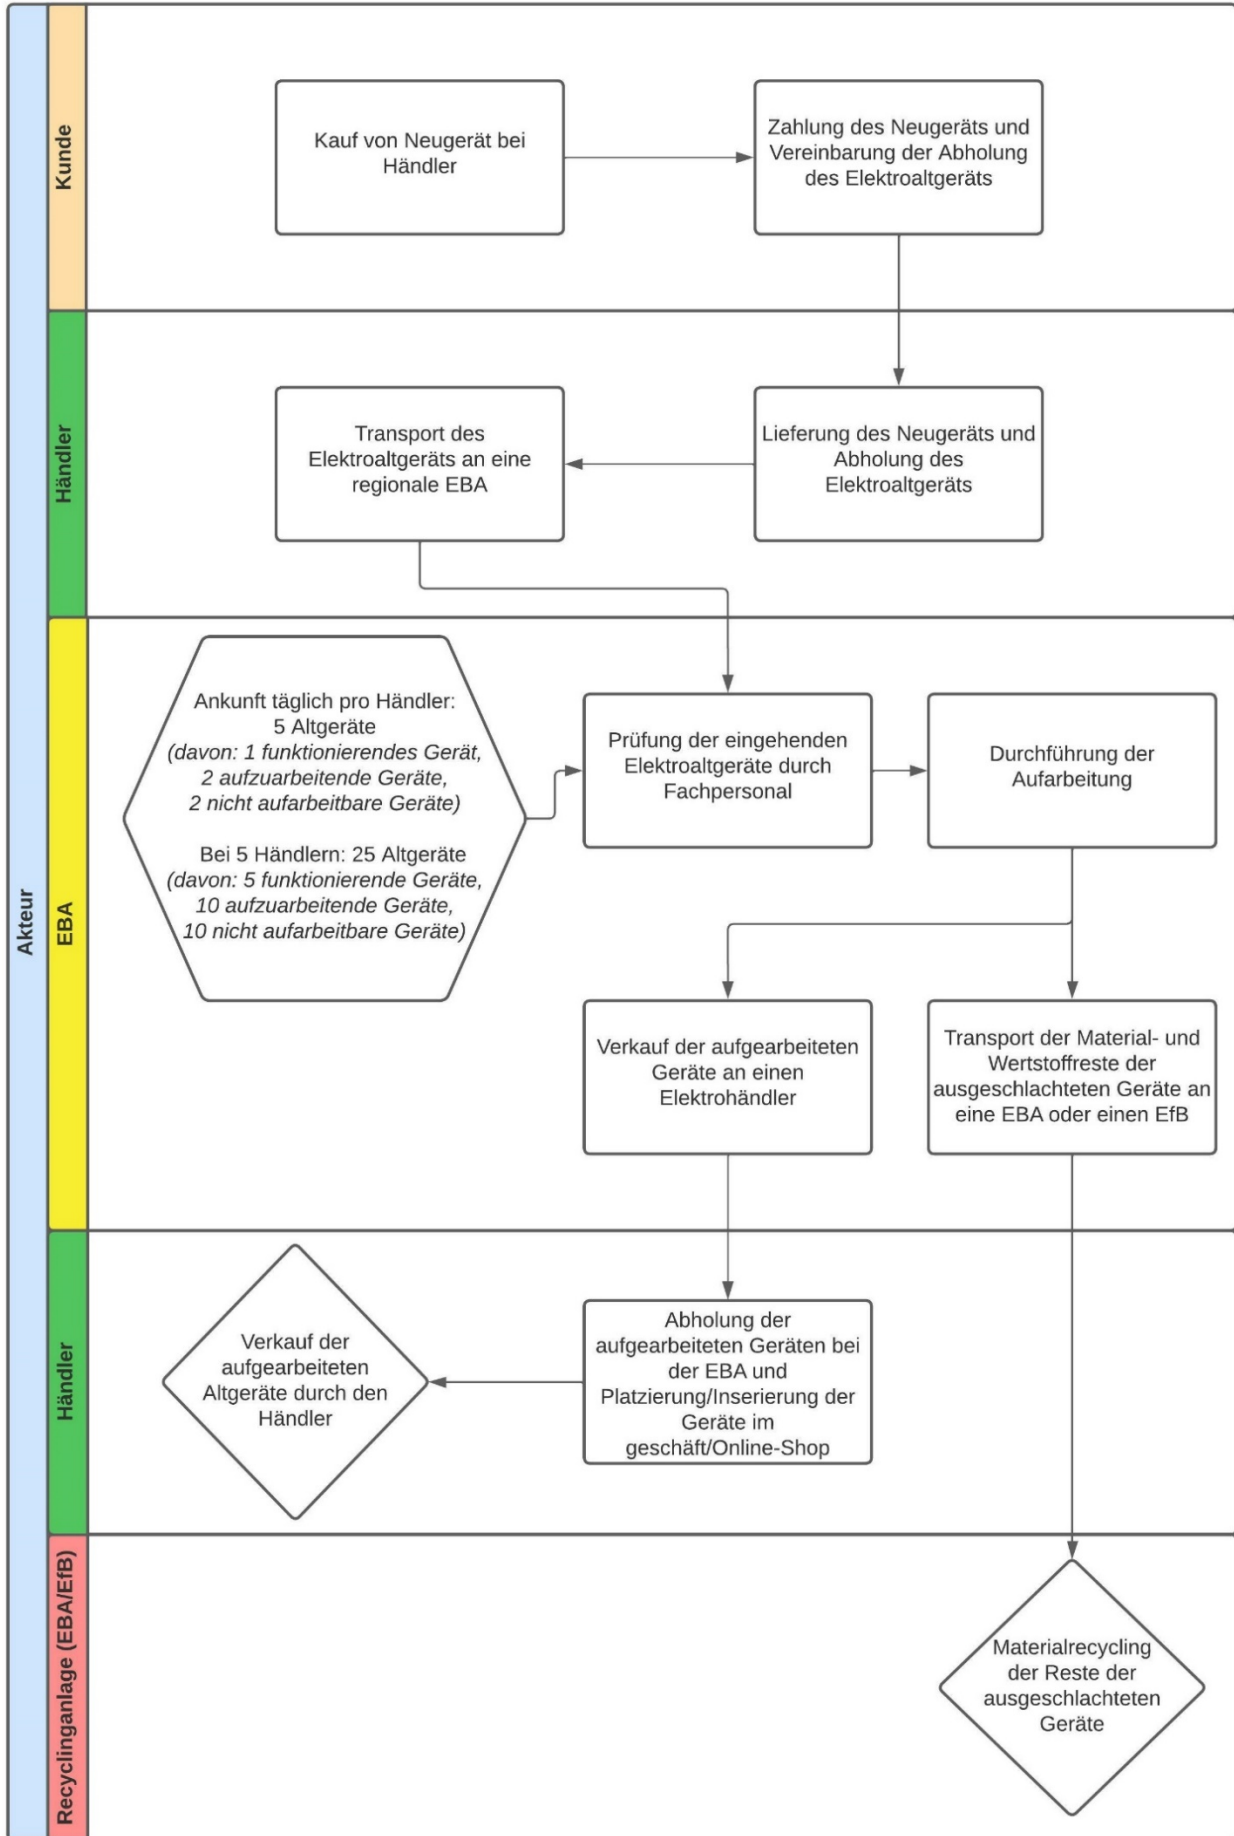 Akteur
Kunde
Kauf von Neugerät bei
Händler
Zahlung des Neugeräts und
Vereinbarung der Abholung
des Elektroaltgeräts
Händler
Transport des
Elektroaltgeräts an eine
regionale EBA
Lieferung des Neugeräts und
Abholung des
Elektroaltgeräts
EBA
Ankunft täglich pro Händler:
5 Altgeräte
(davon: 1 funktionierendes Gerät,
2 aufzuarbeitende Geräte,
2 nicht aufarbeitbare Geräte)
Bei 5 Händlern: 25 Altgeräte
(davon: 5 funktionierende Geräte,
10 aufzuarbeitende Geräte,
10 nicht aufarbeitbare Geräte)
Prüfung der eingehenden
Elektroaltgeräte durch
Fachpersonal
Durchführung der
Aufarbeitung
Verkauf der aufgearbeiteten
Geräte an einen
Elektrohändler
Transport der Material- und
Wertstoffreste der
ausgeschlachteten Geräte an
eine EBA oder einen EfB
Händler
Verkauf der
aufgearbeiteten
Altgeräte durch den
Händler
Abholung der
aufgearbeiteten Geräten bei
der EBA und
Platzierung/Inserierung der
Geräte im
geschäft/Online-Shop
Recyclinganlage (EBA/EfB)
Materialrecycling
der Reste der
ausgeschlachteten
Geräte